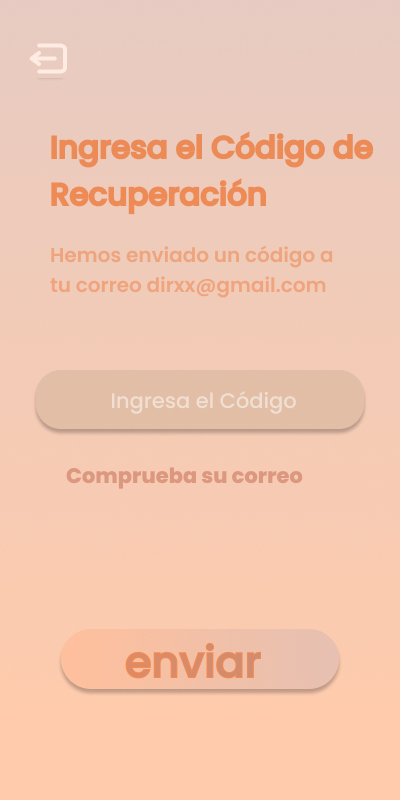 Ingresa el Código de
Recuperación
Hemos enviado un código a
tu correo dirxx@gmail.com
Ingresa el Código
Comprueba su correo
enviar